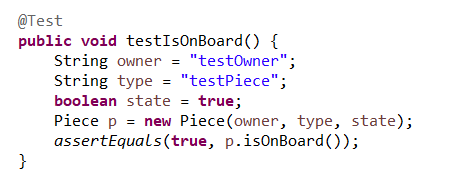 @Test
public void testIsOnBoard() {
    String owner = "testOwner";
    String type = "testPiece";
    boolean state = true;
    Piece p = new Piece(owner, type, state);
    assertEquals(true, p.isOnBoard());
}